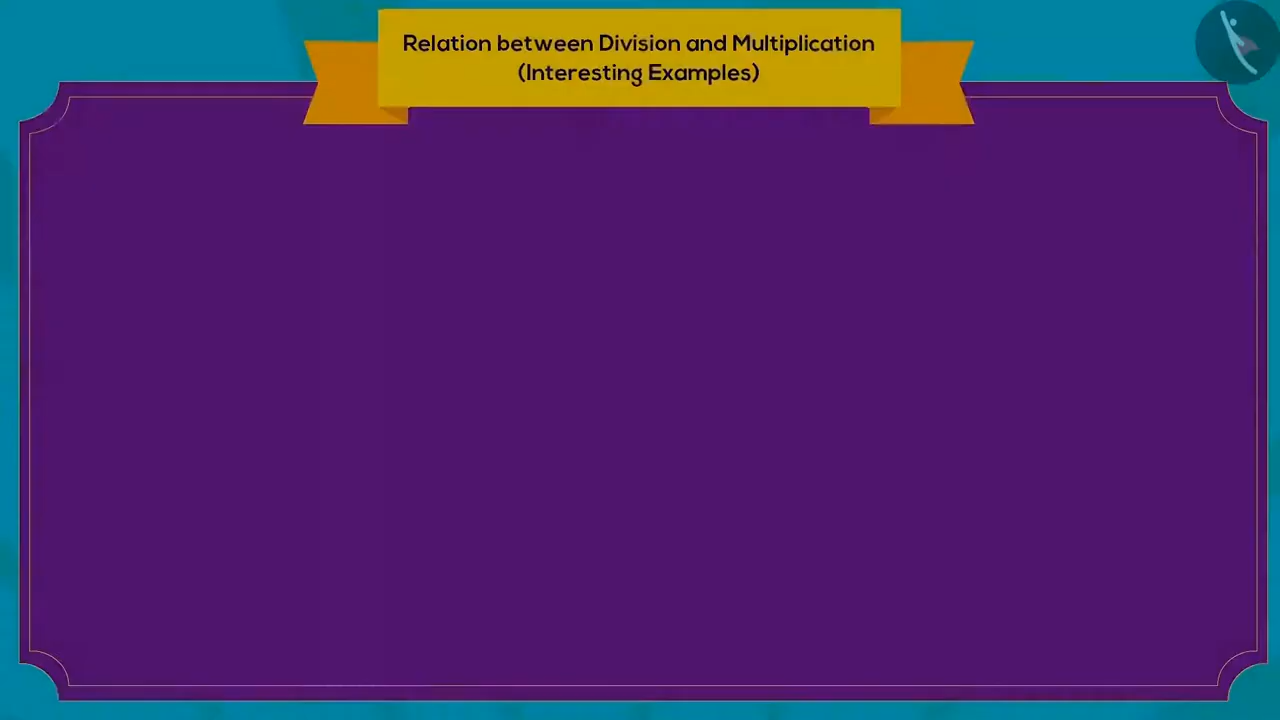 Relation between Division and Multiplication
(Interesting Examples)